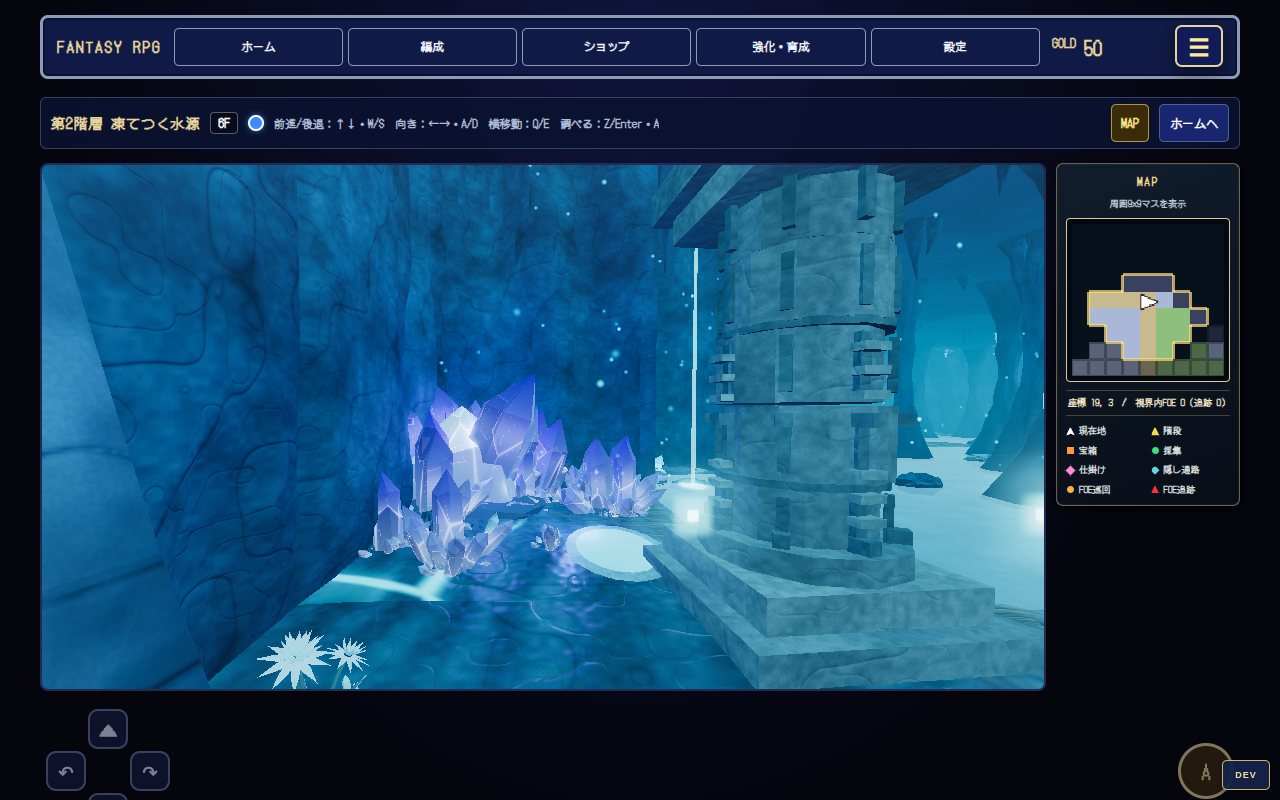 FANTASY RPG
ホーム
編成
ショップ
強化・育成
設定
GOLD 50
第2階層 凍てつく水源
6F
前進/後退：↑↓・W/S 向き：←→・A/D 横移動：Q/E 調べる：Z/Enter・A
MAP
ホームへ
MAP
周囲9x9マスを表示
座標 19, 3 / 視界内FOE 0（追跡 0）
現在地
階段
宝箱
採集
仕掛け
隠し通路
FOE巡回
FOE追跡
A
DEV